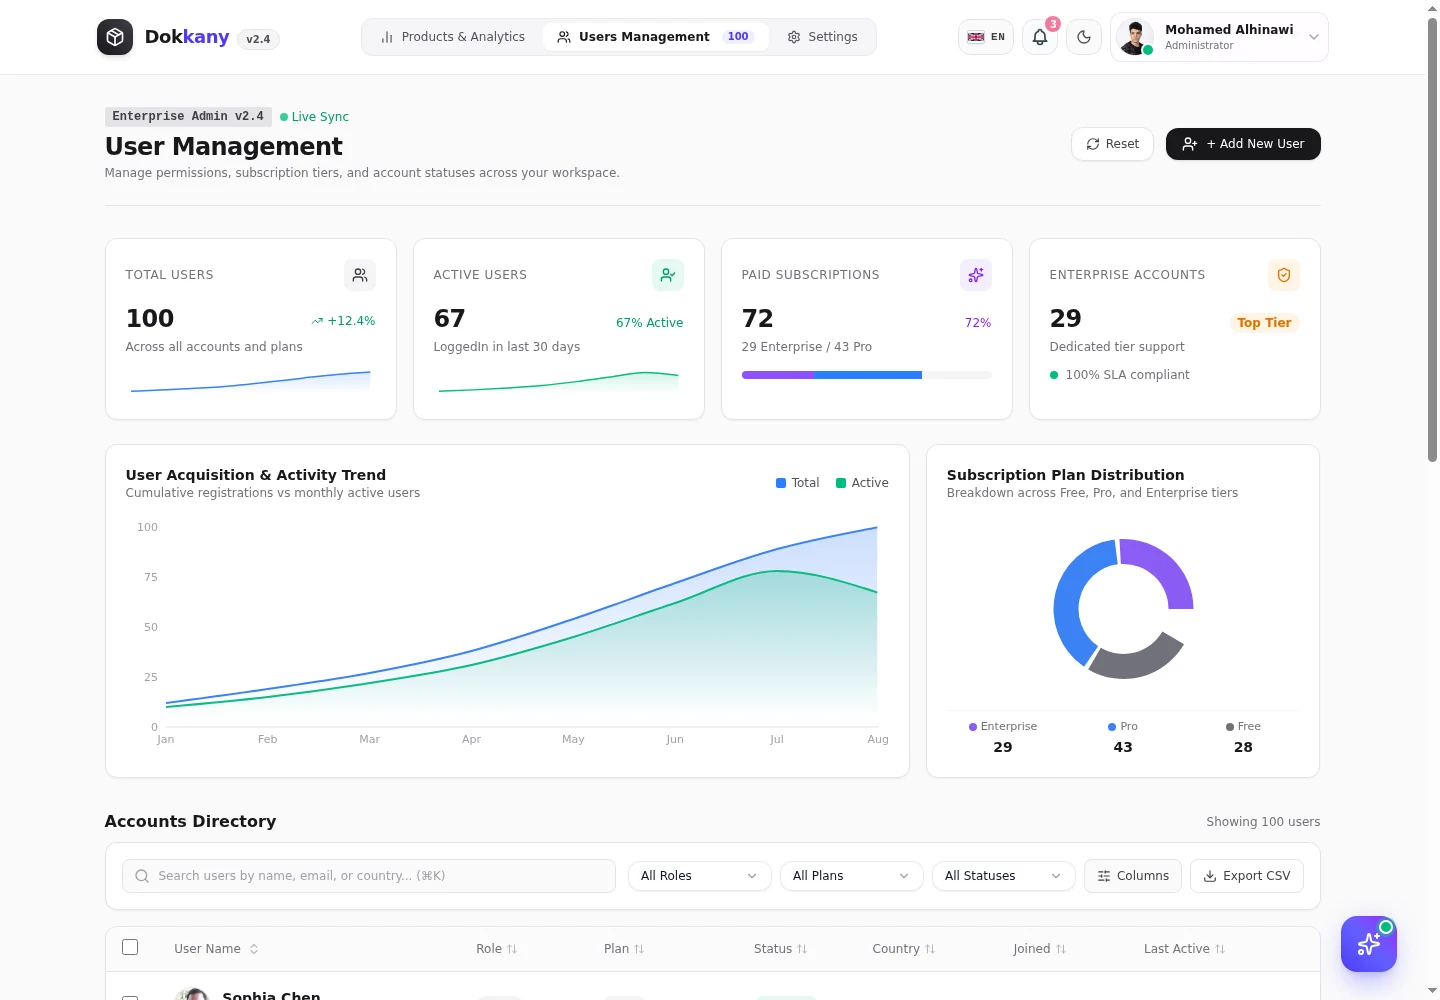 Dokkany v2.4
Products & Analytics
Users Management 100
Settings
EN
3
Mohamed Alhinawi
Administrator
Enterprise Admin v2.4 Live Sync
User Management
Manage permissions, subscription tiers, and account statuses across your workspace.
Reset
+ Add New User
TOTAL USERS
100
+12.4%
Across all accounts and plans
ACTIVE USERS
67
67% Active
LoggedIn in last 30 days
PAID SUBSCRIPTIONS
72
72%
29 Enterprise / 43 Pro
ENTERPRISE ACCOUNTS
29
Top Tier
Dedicated tier support
100% SLA compliant
User Acquisition & Activity Trend
Cumulative registrations vs monthly active users
Total Active
100
75
50
25
0
Jan Feb Mar Apr May Jun Jul Aug
Subscription Plan Distribution
Breakdown across Free, Pro, and Enterprise tiers
Enterprise Pro Free
29 43 28
Accounts Directory
Showing 100 users
Search users by name, email, or country... (⌘K)
All Roles
All Plans
All Statuses
Columns
Export CSV
User Name Role Plan Status Country Joined Last Active
Sophia Chen